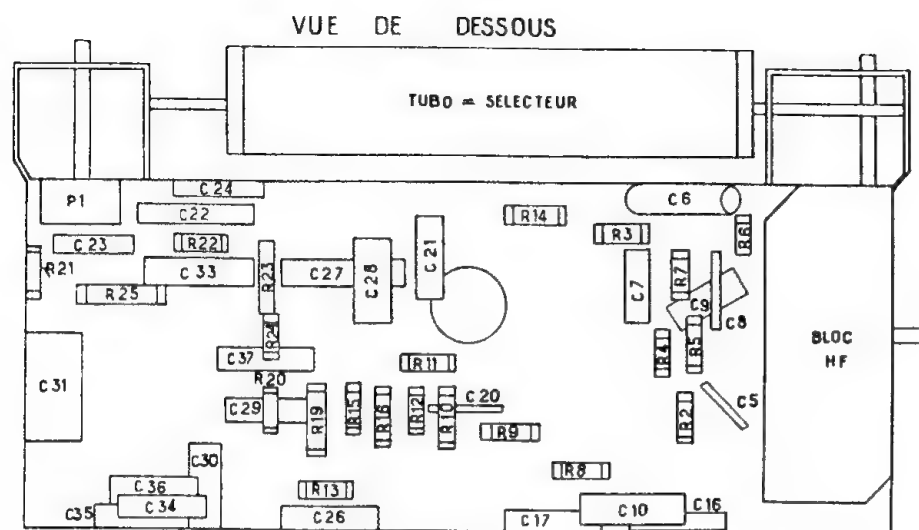 VUE DE DESSOUS
TUBO = SELECTEUR
P1
C24
C22
C23
R22
R21
C33
R25
R23
C27
C28
C21
R14
C6
R3
R6
C7
R7
C9
C8
R24
C37
R20
R11
R4
R5
BLOC
HF
C31
C29
R19
R15
R16
R12
R10
C20
R9
R2
C5
C30
C36
C34
C35
R13
C26
R8
C17
C10
C16